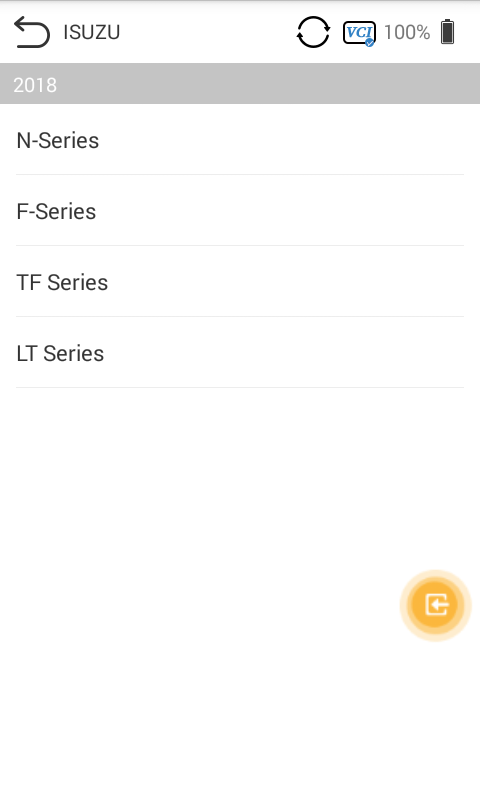 ISUZU VCI 100%
2018
N-Series
F-Series
TF Series
LT Series